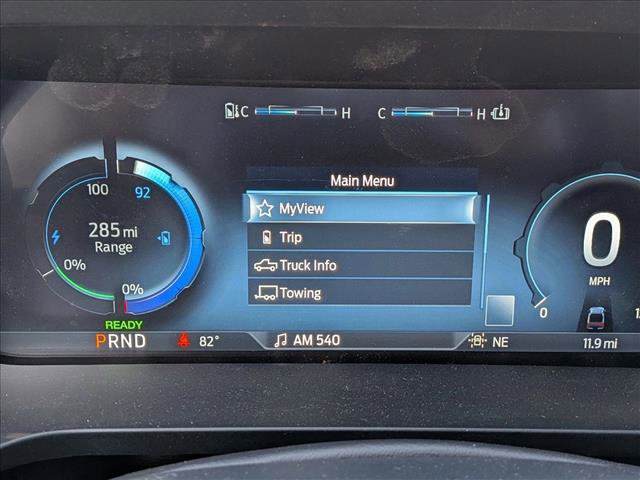 C H C H
Main Menu
MyView
Trip
Truck Info
Towing
100 92
285 mi
Range
0%
0%
READY
PRND 82° AM 540 NE 11.9 mi
0
MPH
0